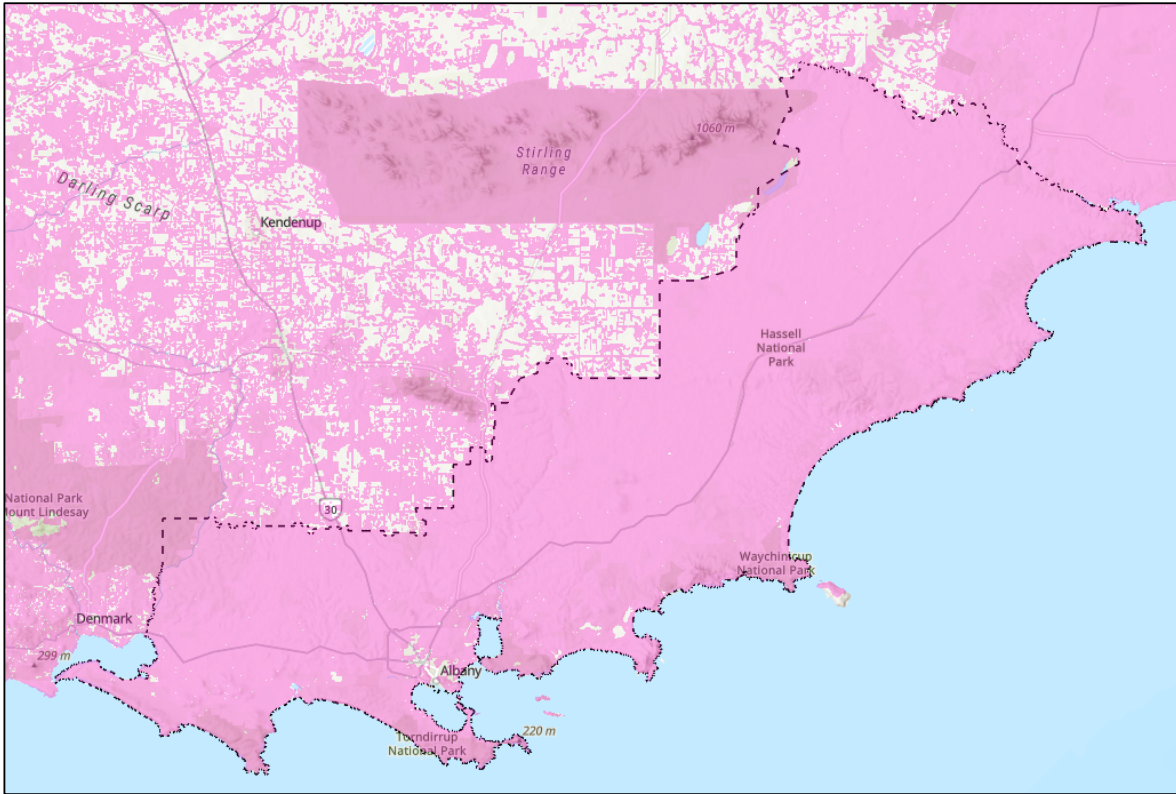 1060 m
Stirling
Range
Darling Scarp
Kendenup
Hassell
National
Park
National Park
Mount Lindesay
30
Waychinicup
National Park
Denmark
299 m
Albany
220 m
Torndirrup
National Park